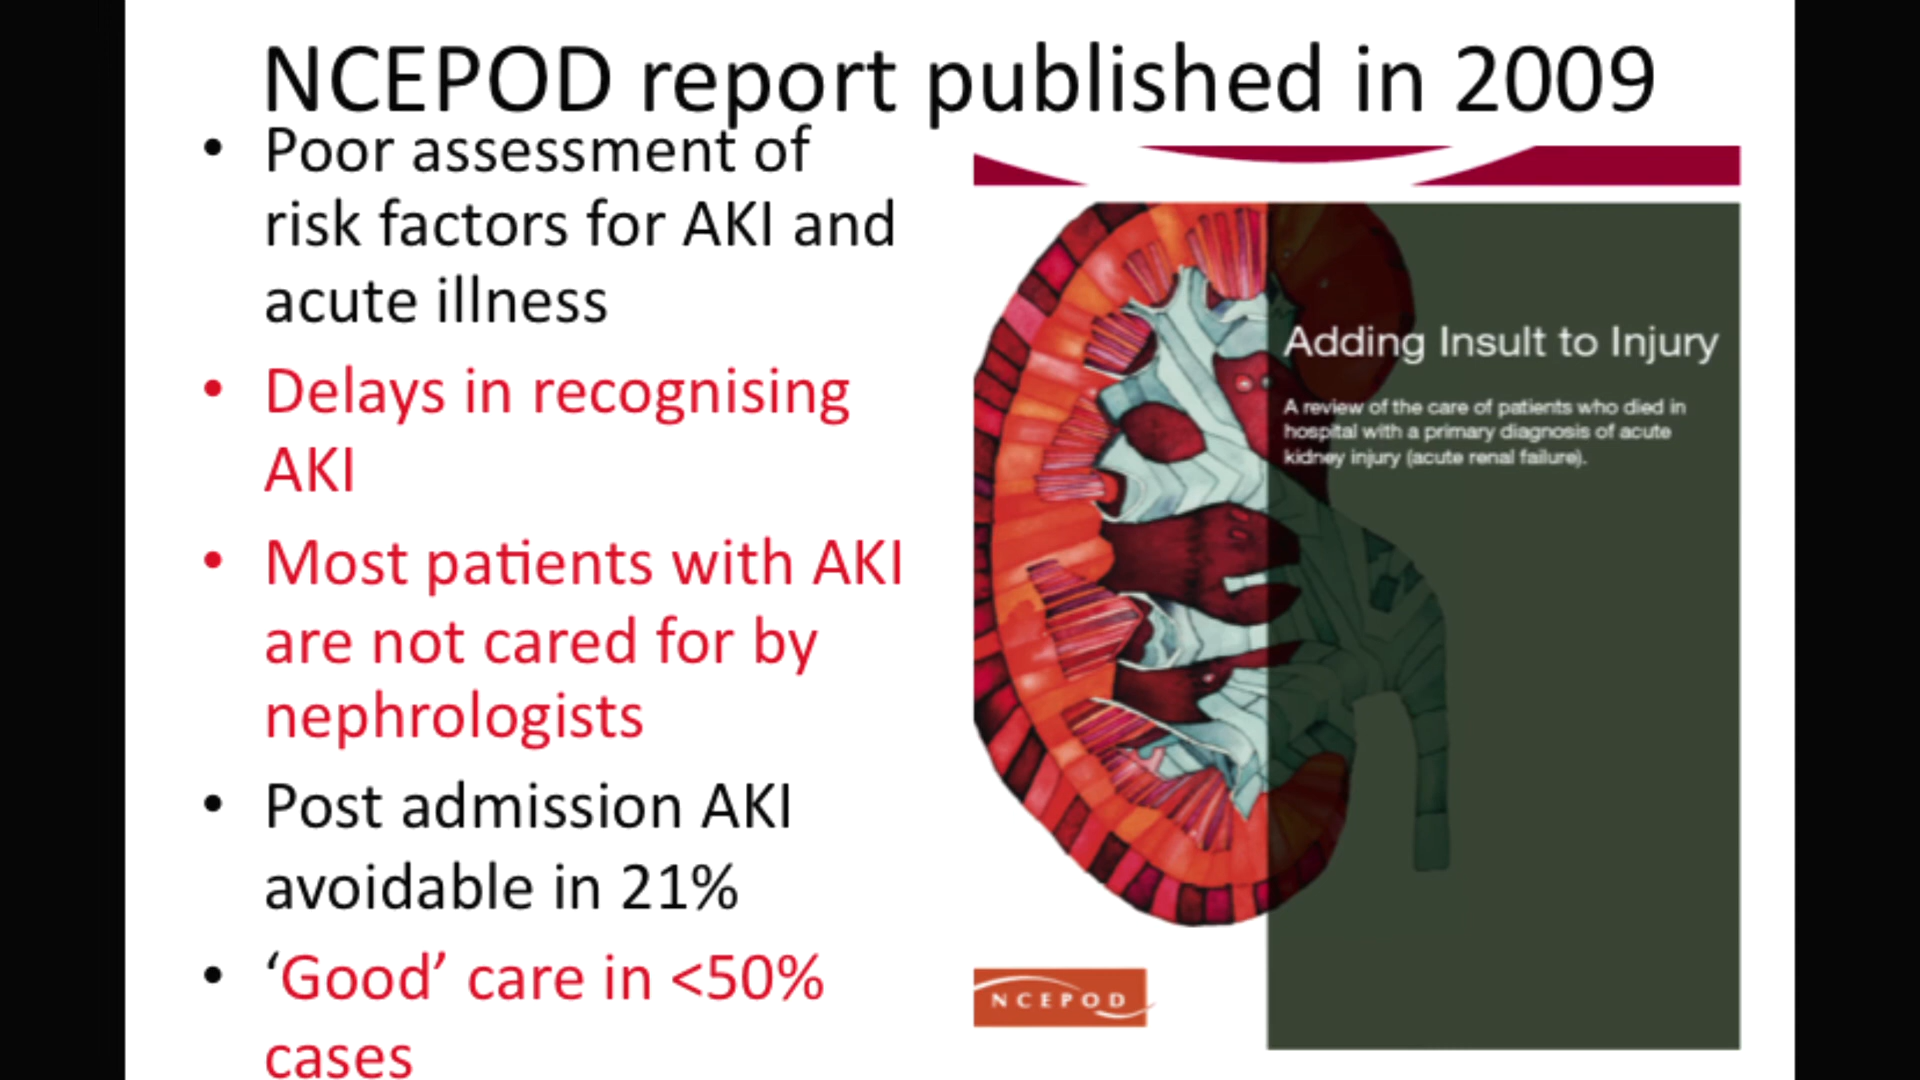 NCEPOD report published in 2009
• Poor assessment of
risk factors for AKI and
acute illness
• Delays in recognising
AKI
• Most patients with AKI
are not cared for by
nephrologists
• Post admission AKI
avoidable in 21%
• ‘Good’ care in <50%
cases
Adding Insult to Injury
A review of the care of patients who died in
hospital with a primary diagnosis of acute
kidney injury (acute renal failure).
NCEPOD